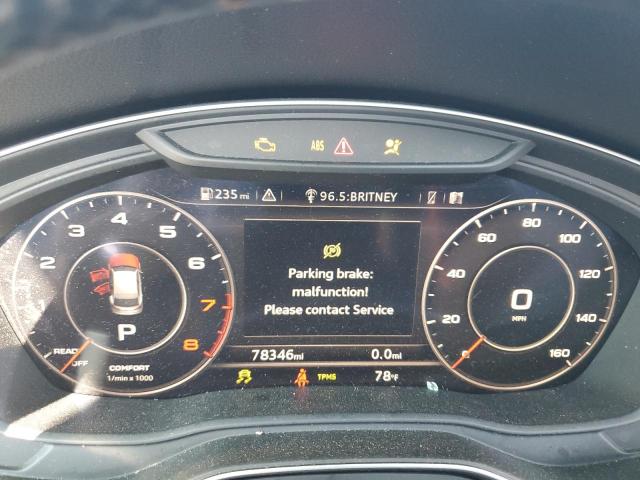 ABS
235 mi
96.5:BRITNEY
2 3 4 5 6 7 8
READY
OFF
P
COMFORT
1/min x 1000
Parking brake:
malfunction!
Please contact Service
0 20 40 60 80 100 120 140 160
0
MPH
78346mi
0.0mi
TPMS
78°F